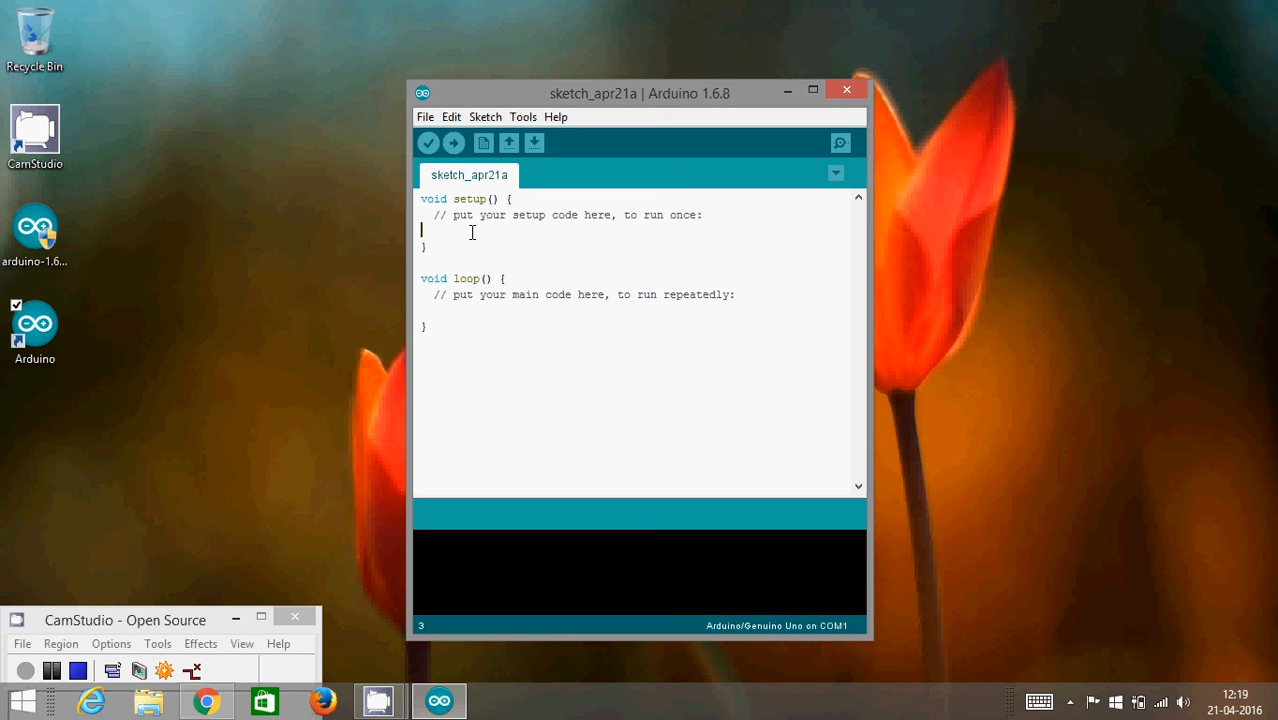 Recycle Bin
CamStudio
arduino-1.6...
Arduino
sketch_apr21a | Arduino 1.6.8
File Edit Sketch Tools Help
sketch_apr21a
void setup() {
  // put your setup code here, to run once:
}
void loop() {
  // put your main code here, to run repeatedly:
}
3
Arduino/Genuino Uno on COM1
CamStudio - Open Source
File Region Options Tools Effects View Help
12:19
21-04-2016